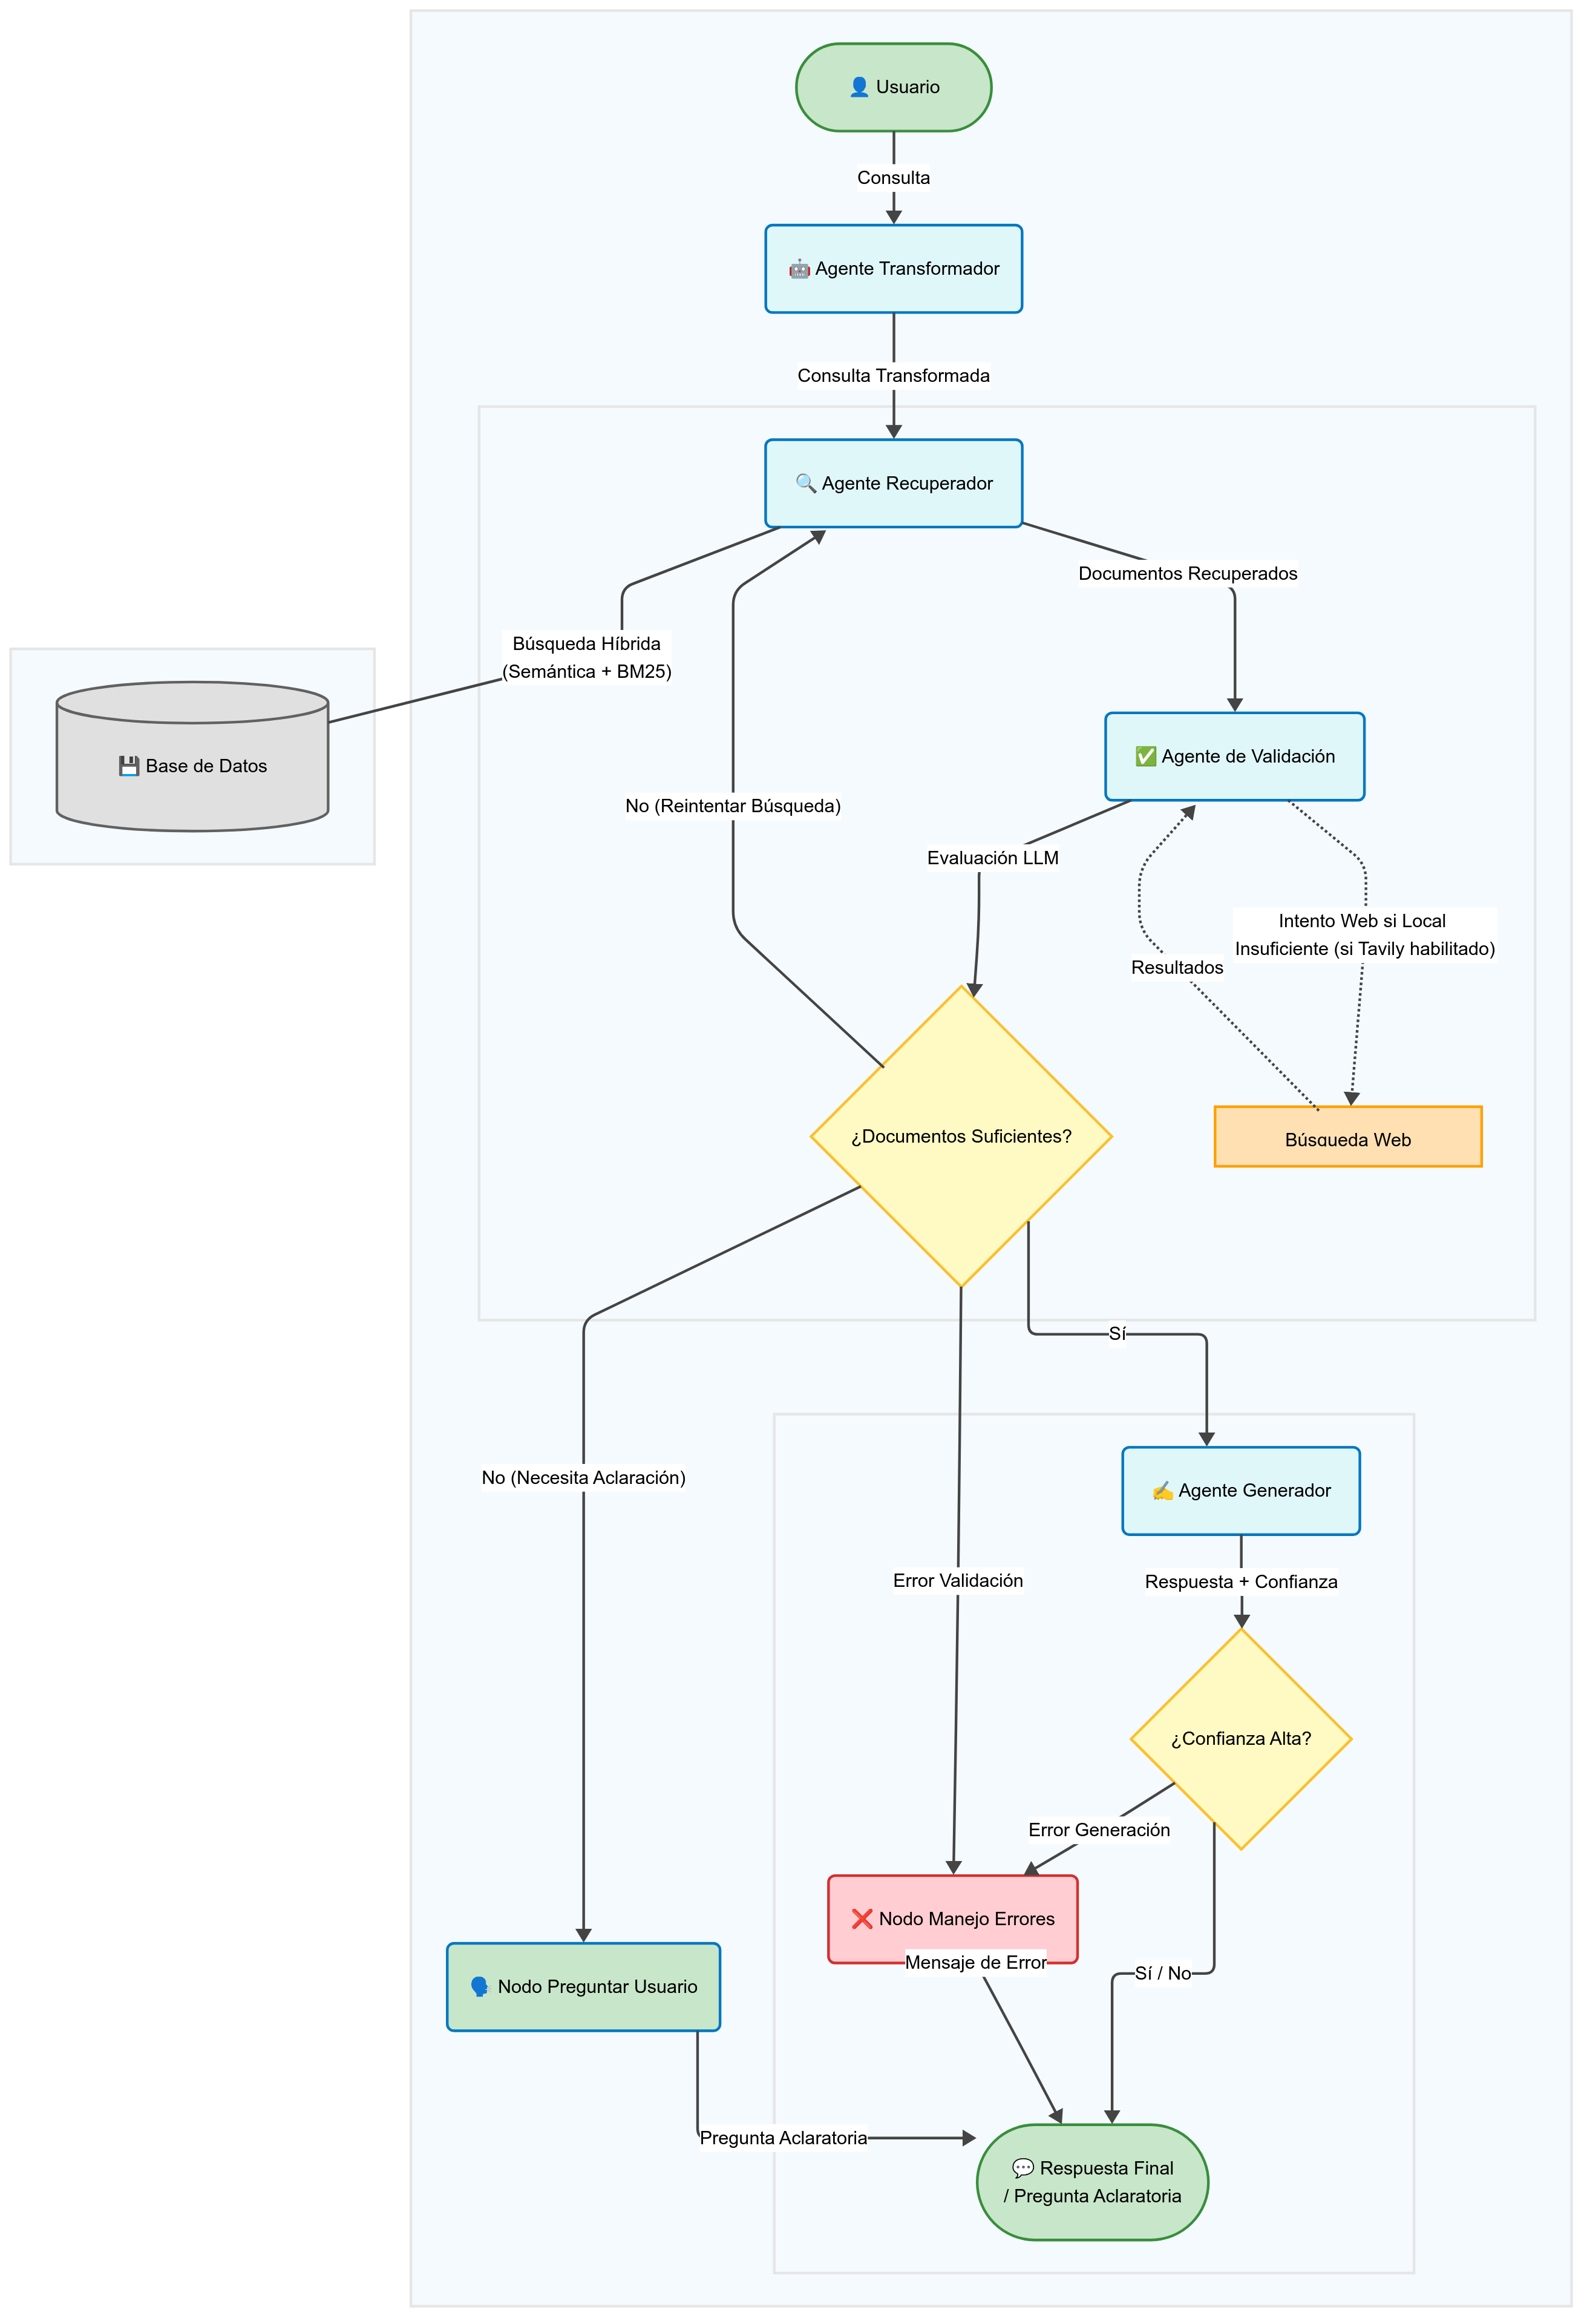 👤 Usuario
Consulta
🤖 Agente Transformador
Consulta Transformada
🔍 Agente Recuperador
Documentos Recuperados
Búsqueda Híbrida
(Semántica + BM25)
💾 Base de Datos
No (Reintentar Búsqueda)
✅ Agente de Validación
Evaluación LLM
Intento Web si Local
Insuficiente (si Tavily habilitado)
Resultados
¿Documentos Suficientes?
Búsqueda Web
Sí
No (Necesita Aclaración)
✍ Agente Generador
Error Validación
Respuesta + Confianza
¿Confianza Alta?
Error Generación
❌ Nodo Manejo Errores
Mensaje de Error
Sí / No
🗣 Nodo Preguntar Usuario
Pregunta Aclaratoria
💬 Respuesta Final
/ Pregunta Aclaratoria